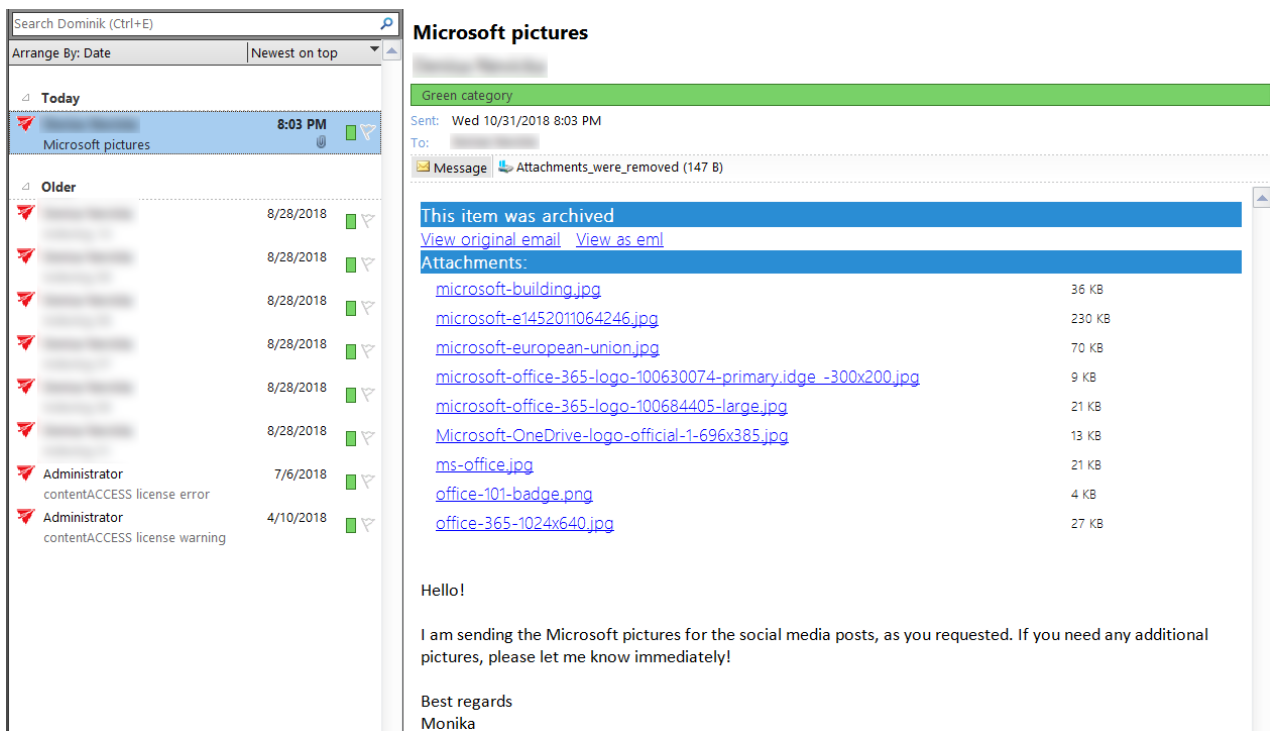 Search Dominik (Ctrl+E)
Arrange By: Date Newest on top
Today
8:03 PM
Microsoft pictures
Older
8/28/2018
8/28/2018
8/28/2018
8/28/2018
8/28/2018
8/28/2018
Administrator 7/6/2018
contentACCESS license error
Administrator 4/10/2018
contentACCESS license warning
Microsoft pictures
Green category
Sent: Wed 10/31/2018 8:03 PM
To:
Message Attachments_were_removed (147 B)
This item was archived
View original email View as eml
Attachments:
microsoft-building.jpg 36 KB
microsoft-e1452011064246.jpg 230 KB
microsoft-european-union.jpg 70 KB
microsoft-office-365-logo-100630074-primary.idge_-300x200.jpg 9 KB
microsoft-office-365-logo-100684405-large.jpg 21 KB
Microsoft-OneDrive-logo-official-1-696x385.jpg 13 KB
ms-office.jpg 21 KB
office-101-badge.png 4 KB
office-365-1024x640.jpg 27 KB
Hello!
I am sending the Microsoft pictures for the social media posts, as you requested. If you need any additional
pictures, please let me know immediately!
Best regards
Monika